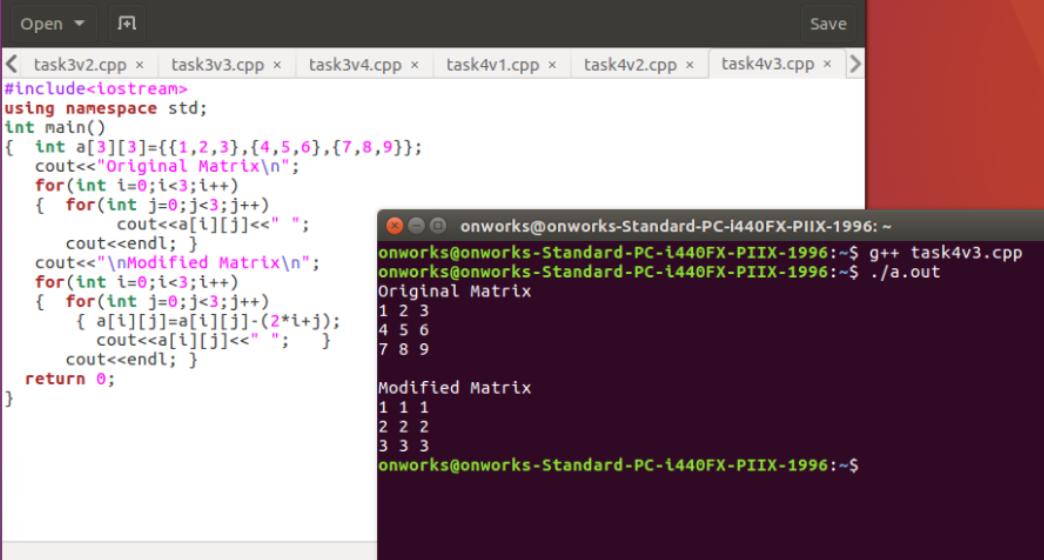 Open
Save
task3v2.cpp × task3v3.cpp × task3v4.cpp × task4v1.cpp × task4v2.cpp × task4v3.cpp ×
#include<iostream>
using namespace std;
int main()
{  int a[3][3]={{1,2,3},{4,5,6},{7,8,9}};
   cout<<"Original Matrix\n";
   for(int i=0;i<3;i++)
   {  for(int j=0;j<3;j++)
           cout<<a[i][j]<<" ";
      cout<<endl; }
   cout<<"\nModified Matrix\n";
   for(int i=0;i<3;i++)
   {  for(int j=0;j<3;j++)
       { a[i][j]=a[i][j]-(2*i+j);
         cout<<a[i][j]<<" ";   }
      cout<<endl; }
  return 0;
}
onworks@onworks-Standard-PC-i440FX-PIIX-1996: ~
onworks@onworks-Standard-PC-i440FX-PIIX-1996:~$ g++ task4v3.cpp
onworks@onworks-Standard-PC-i440FX-PIIX-1996:~$ ./a.out
Original Matrix
1 2 3
4 5 6
7 8 9
Modified Matrix
1 1 1
2 2 2
3 3 3
onworks@onworks-Standard-PC-i440FX-PIIX-1996:~$